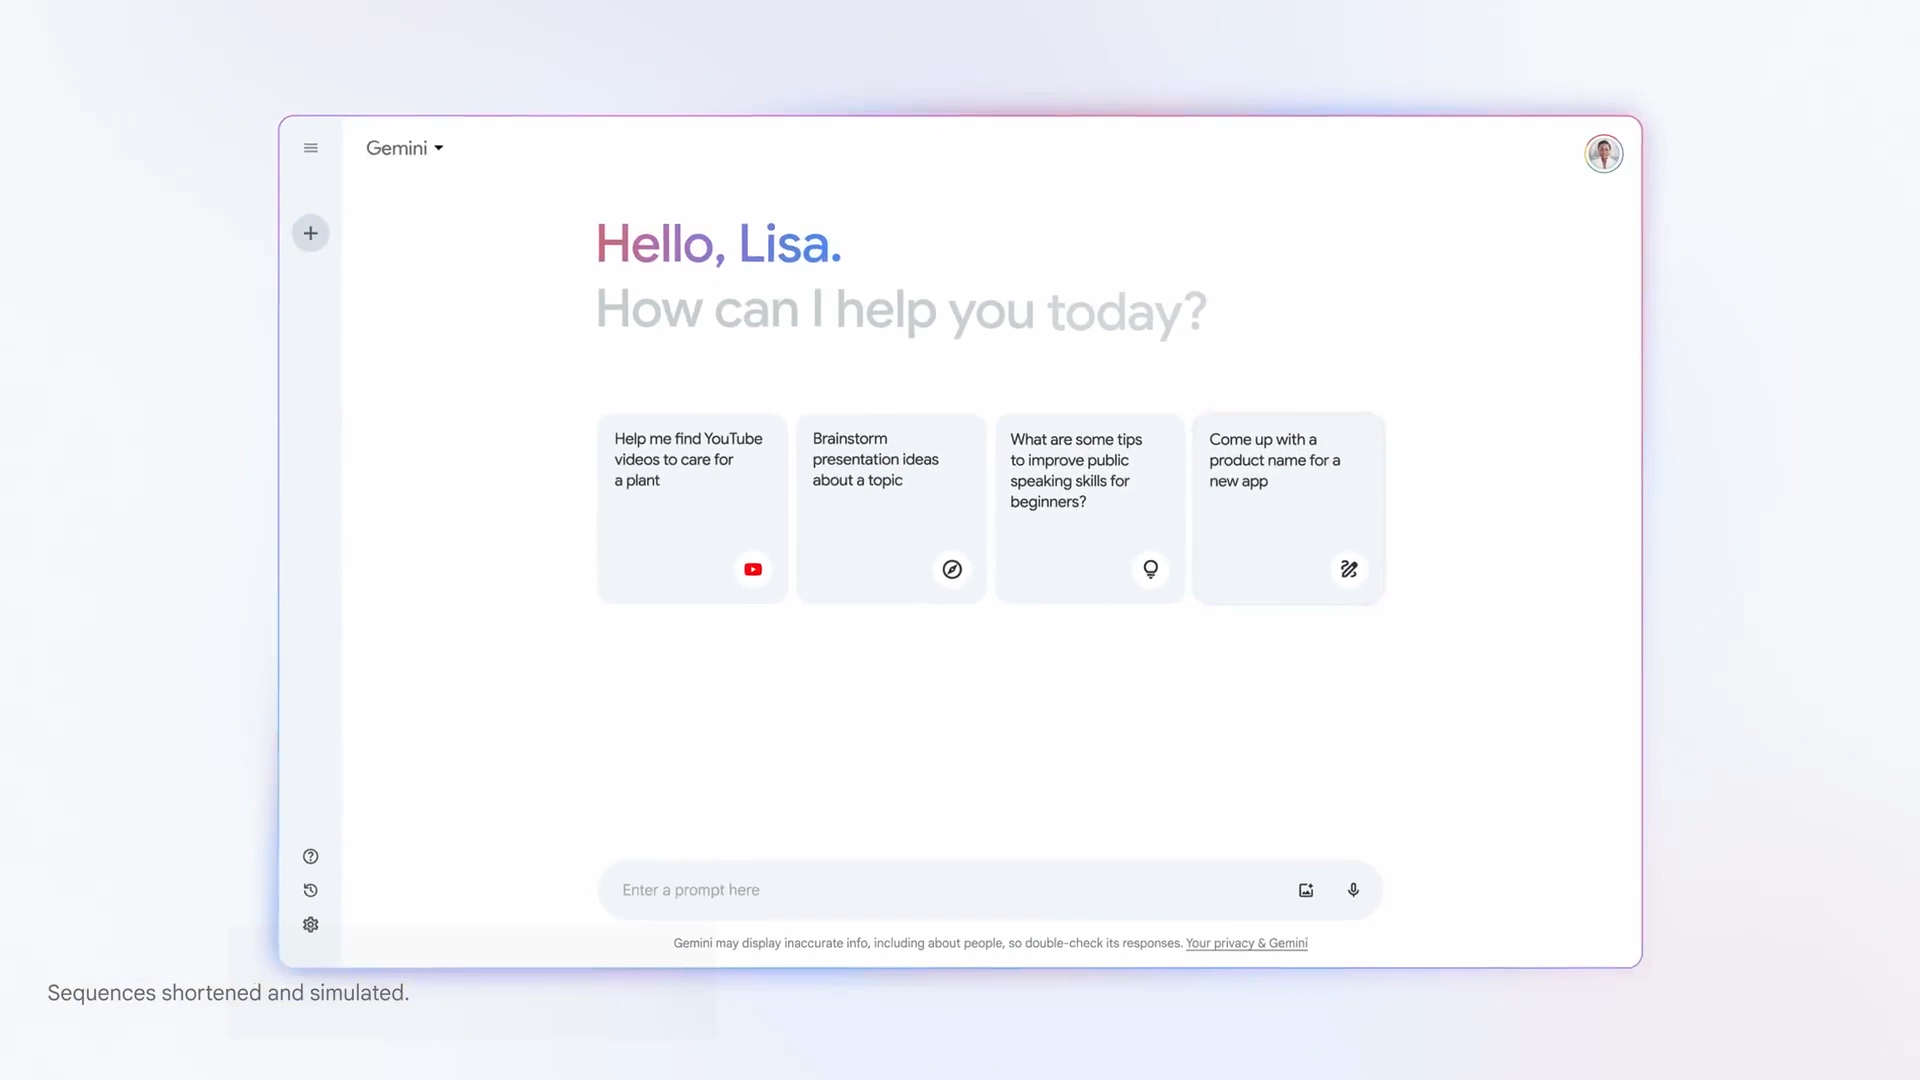 Gemini
Hello, Lisa.
How can I help you today?
Help me find YouTube
videos to care for
a plant
Brainstorm
presentation ideas
about a topic
What are some tips
to improve public
speaking skills for
beginners?
Come up with a
product name for a
new app
Enter a prompt here
Gemini may display inaccurate info, including about people, so double-check its responses. Your privacy & Gemini
Sequences shortened and simulated.